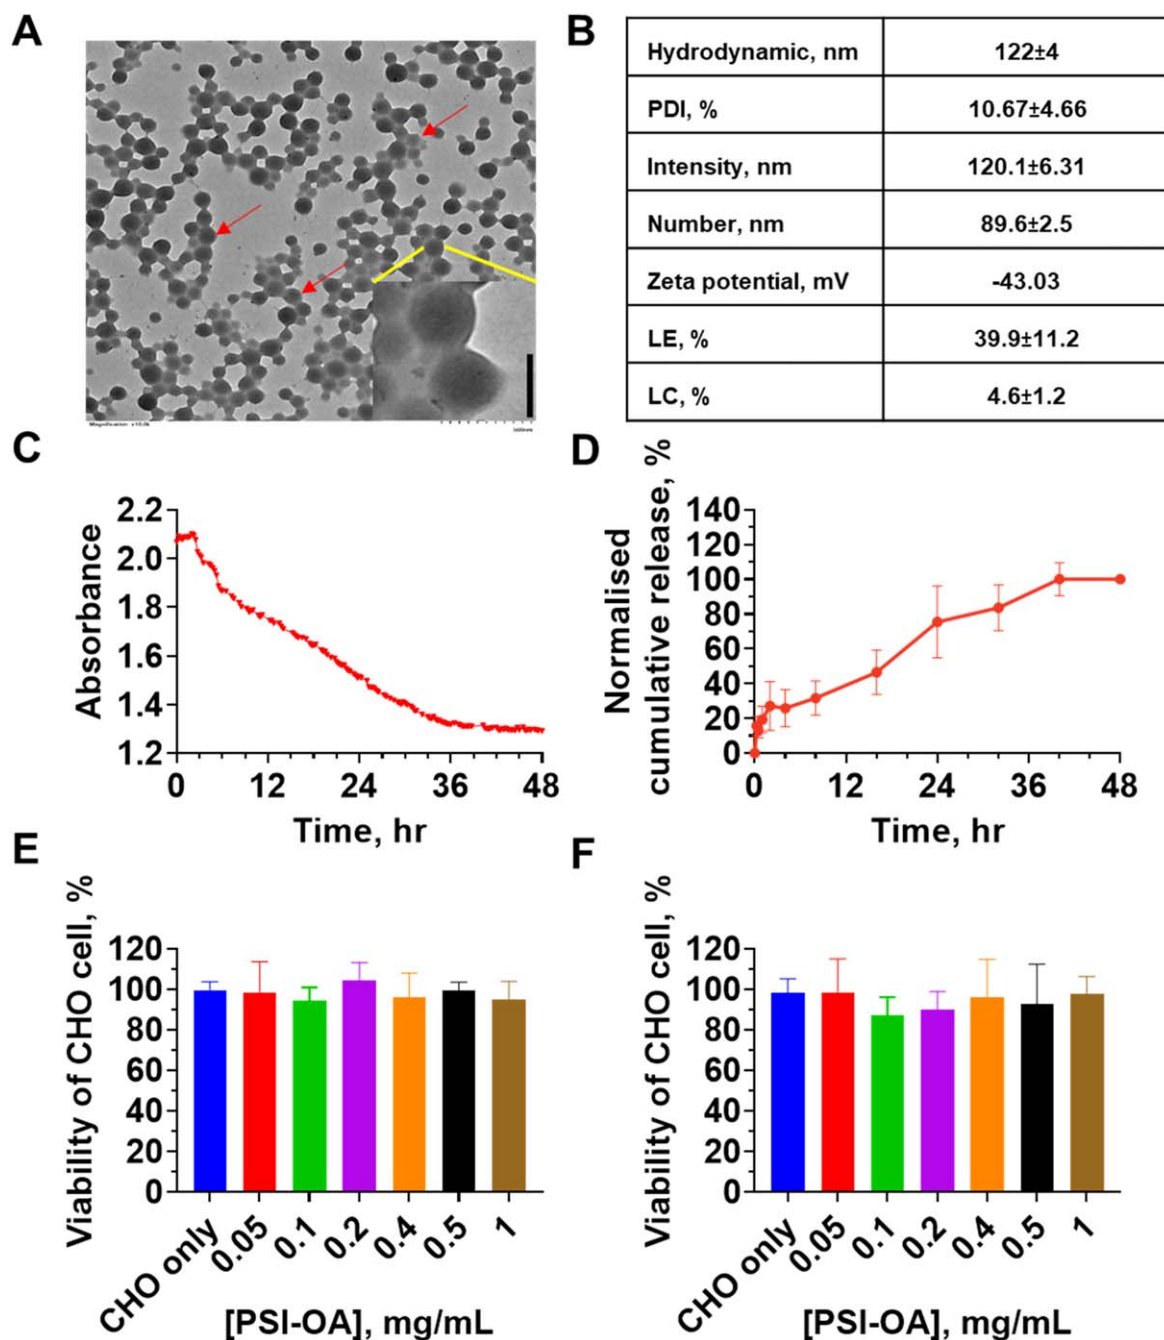 A
Magnification: x10.0k
500nm
B
Hydrodynamic, nm 122±4
PDI, % 10.67±4.66
Intensity, nm 120.1±6.31
Number, nm 89.6±2.5
Zeta potential, mV -43.03
LE, % 39.9±11.2
LC, % 4.6±1.2
C
Absorbance
2.2
2.0
1.8
1.6
1.4
1.2
0 12 24 36 48
Time, hr
D
Normalised
cumulative release, %
140
120
100
80
60
40
20
0
0 12 24 36 48
Time, hr
E
Viability of CHO cell, %
120
100
80
60
40
20
0
CHO only 0.05 0.1 0.2 0.4 0.5 1
[PSI-OA], mg/mL
F
Viability of CHO cell, %
120
100
80
60
40
20
0
CHO only 0.05 0.1 0.2 0.4 0.5 1
[PSI-OA], mg/mL